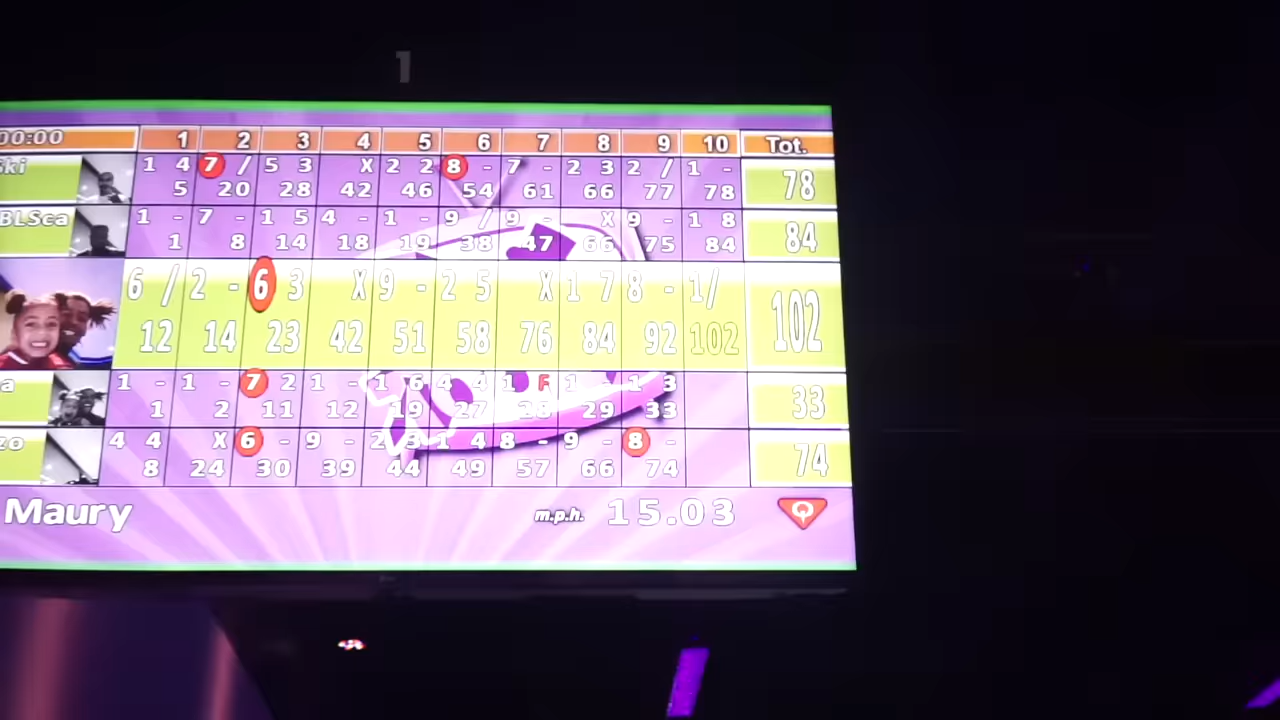 1
00:00 1 2 3 4 5 6 7 8 9 10 Tot.
ski 1 4 7 / 5 3 X 2 2 8 - 7 - 2 3 2 / 1 -
5 20 28 42 46 54 61 66 77 78 78
BLSca 1 - 7 - 1 5 4 - 1 - 9 / 9 - X 9 - 1 8
1 8 14 18 19 38 47 66 75 84 84
6 / 2 - 6 3 X 9 - 2 5 X 1 7 8 - 1/
12 14 23 42 51 58 76 84 92 102 102
a 1 - 1 - 7 2 1 - 1 6 4 4 1 F 1 - 1 3
1 2 11 12 19 27 28 29 33 33
zo 4 4 X 6 - 9 - 2 3 1 4 8 - 9 - 8 -
8 24 30 39 44 49 57 66 74 74
Maury m.p.h. 15.03